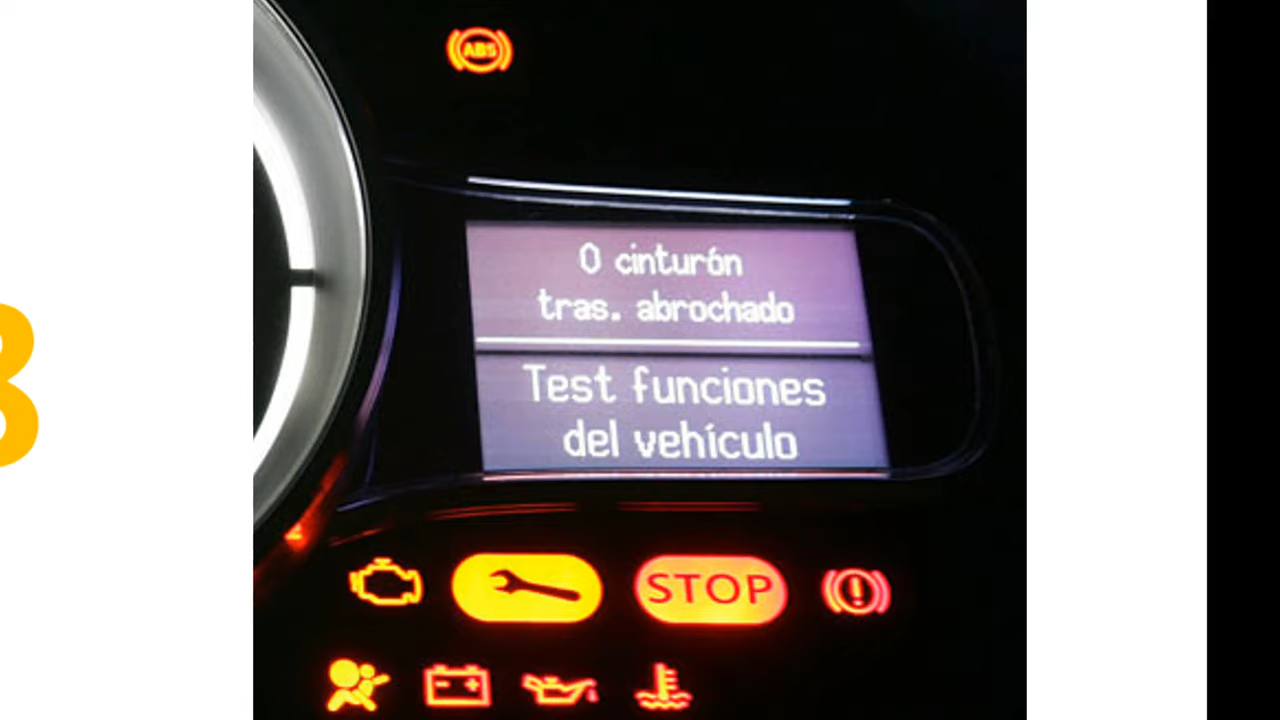 ABS
0 cinturón
tras. abrochado
Test funciones
del vehículo
STOP